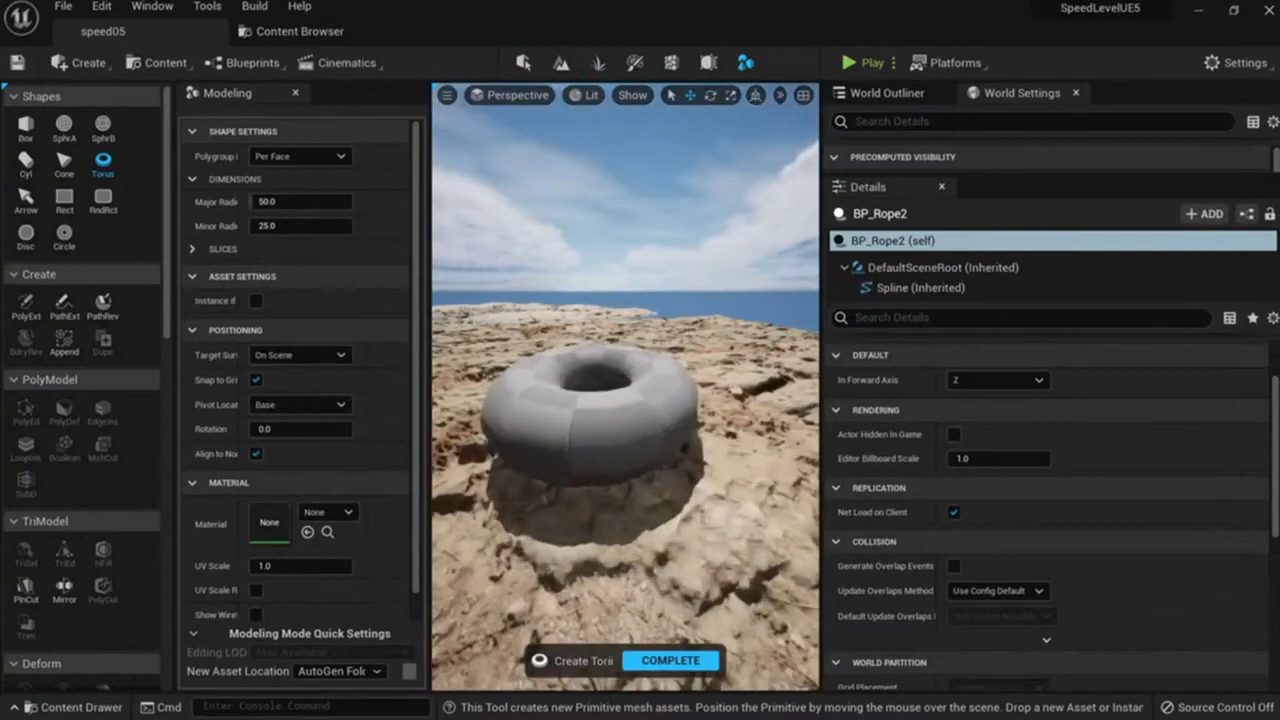 File Edit Window Tools Build Help SpeedLevelUE5
speed05 Content Browser
Create Content Blueprints Cinematics Play Platforms Settings
Shapes
Box SphrA SphrB
Cyl Cone Torus
Arrow Rect RndRct
Disc Circle
Create
PolyExt PathExt PathRev
BdryRev Append Dupe
PolyModel
PolyEd PolyDef EdgeIns
LoopIns Boolean MshCut
SubD
TriModel
TriSel TriEd HFill
PlnCut Mirror PolyCut
Trim
Deform
Modeling
SHAPE SETTINGS
Polygroup Per Face
DIMENSIONS
Major Radi 50.0
Minor Radi 25.0
SLICES
ASSET SETTINGS
Instance if
POSITIONING
Target Surf On Scene
Snap to Gri
Pivot Locat Base
Rotation 0.0
Align to No
MATERIAL
Material None None
UV Scale 1.0
UV Scale R
Show Wire
Modeling Mode Quick Settings
Editing LOD Max Available
New Asset Location AutoGen Fold
Perspective Lit Show
Create Torii COMPLETE
World Outliner World Settings
Search Details
PRECOMPUTED VISIBILITY
Details
BP_Rope2 ADD
BP_Rope2 (self)
DefaultSceneRoot (Inherited)
Spline (Inherited)
Search Details
DEFAULT
In Forward Axis Z
RENDERING
Actor Hidden In Game
Editor Billboard Scale 1.0
REPLICATION
Net Load on Client
COLLISION
Generate Overlap Events
Update Overlaps Method Use Config Default
Default Update Overlaps
WORLD PARTITION
Grid Placement
Content Drawer Cmd Enter Console Command This Tool creates new Primitive mesh assets. Position the Primitive by moving the mouse over the scene. Drop a new Asset or Instan Source Control Off